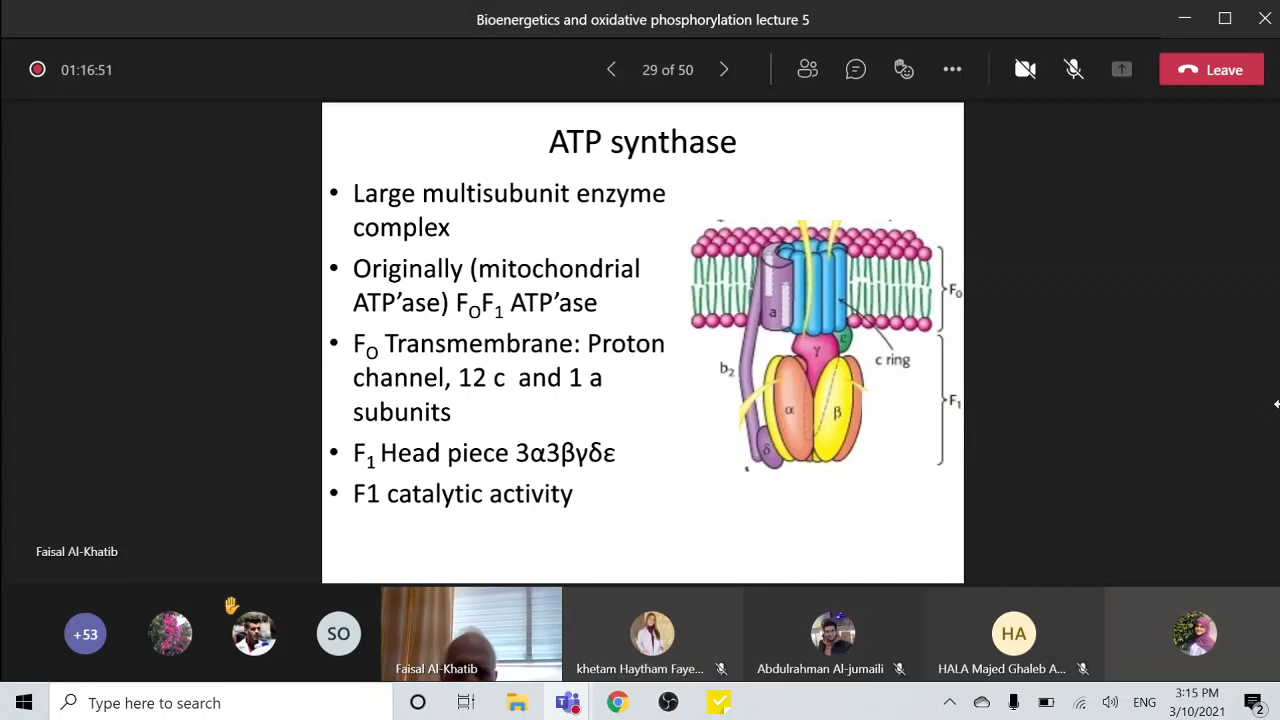 Bioenergetics and oxidative phosphorylation lecture 5
01:16:51
29 of 50
Leave
ATP synthase
• Large multisubunit enzyme
complex
• Originally (mitochondrial
ATP’ase) FOF1 ATP’ase
• FO Transmembrane: Proton
channel, 12 c and 1 a
subunits
• F1 Head piece 3α3βγδε
• F1 catalytic activity
a
F₀
γ
ε
c ring
b₂
α
β
F₁
δ
Faisal Al-Khatib
+53
SO
Faisal Al-Khatib
khetam Haytham Faye...
Abdulrahman Al-jumaili
HA
HALA Majed Ghaleb A...
Type here to search
3:15 PM
3/10/2021
2